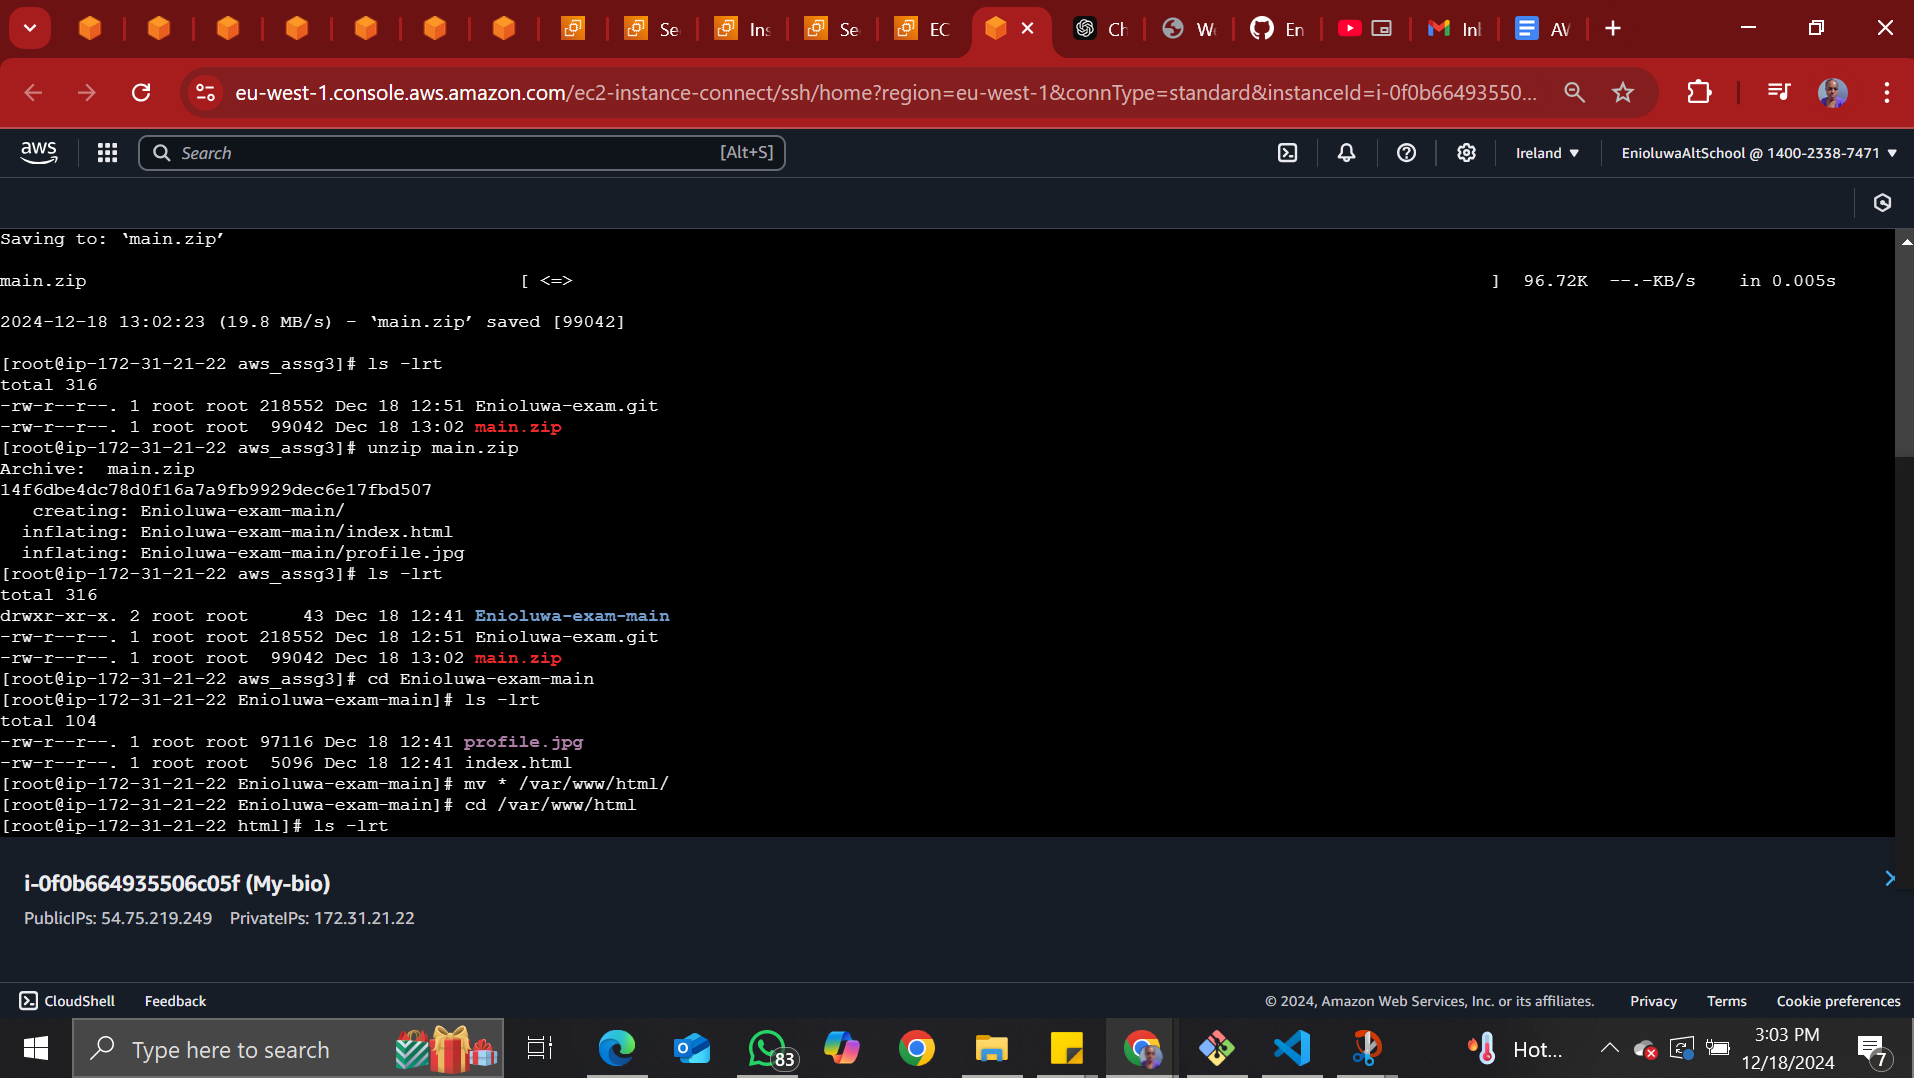 Se
Ins
Se
EC
Ch
We
En
Inl
AV
eu-west-1.console.aws.amazon.com/ec2-instance-connect/ssh/home?region=eu-west-1&connType=standard&instanceId=i-0f0b66493550...
aws
Search
[Alt+S]
Ireland
EnioluwaAltSchool @ 1400-2338-7471
Saving to: ‘main.zip’
main.zip [ <=> ] 96.72K --.-KB/s in 0.005s
2024-12-18 13:02:23 (19.8 MB/s) - ‘main.zip’ saved [99042]
[root@ip-172-31-21-22 aws_assg3]# ls -lrt
total 316
-rw-r--r--. 1 root root 218552 Dec 18 12:51 Enioluwa-exam.git
-rw-r--r--. 1 root root 99042 Dec 18 13:02 main.zip
[root@ip-172-31-21-22 aws_assg3]# unzip main.zip
Archive: main.zip
14f6dbe4dc78d0f16a7a9fb9929dec6e17fbd507
creating: Enioluwa-exam-main/
inflating: Enioluwa-exam-main/index.html
inflating: Enioluwa-exam-main/profile.jpg
[root@ip-172-31-21-22 aws_assg3]# ls -lrt
total 316
drwxr-xr-x. 2 root root 43 Dec 18 12:41 Enioluwa-exam-main
-rw-r--r--. 1 root root 218552 Dec 18 12:51 Enioluwa-exam.git
-rw-r--r--. 1 root root 99042 Dec 18 13:02 main.zip
[root@ip-172-31-21-22 aws_assg3]# cd Enioluwa-exam-main
[root@ip-172-31-21-22 Enioluwa-exam-main]# ls -lrt
total 104
-rw-r--r--. 1 root root 97116 Dec 18 12:41 profile.jpg
-rw-r--r--. 1 root root 5096 Dec 18 12:41 index.html
[root@ip-172-31-21-22 Enioluwa-exam-main]# mv * /var/www/html/
[root@ip-172-31-21-22 Enioluwa-exam-main]# cd /var/www/html
[root@ip-172-31-21-22 html]# ls -lrt
i-0f0b664935506c05f (My-bio)
PublicIPs: 54.75.219.249 PrivateIPs: 172.31.21.22
CloudShell
Feedback
© 2024, Amazon Web Services, Inc. or its affiliates.
Privacy
Terms
Cookie preferences
Type here to search
83
Hot...
3:03 PM
12/18/2024
7